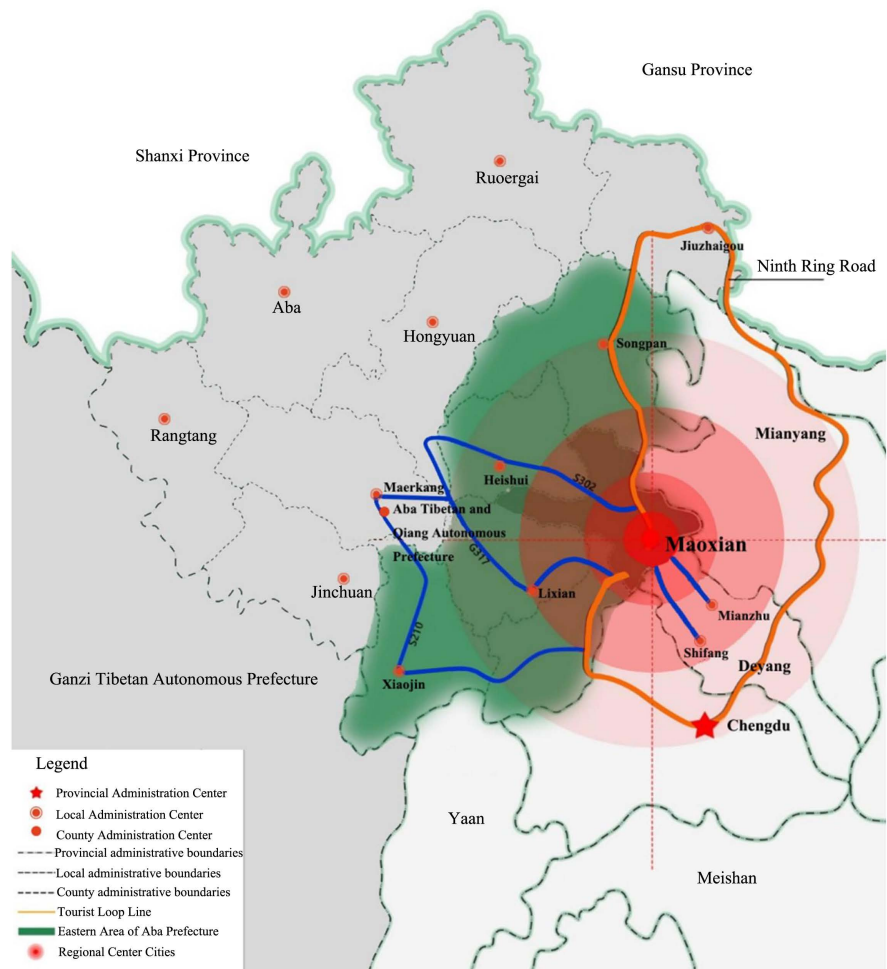 Gansu Province
Shanxi Province
Ruoergai
Jiuzhaigou
Ninth Ring Road
Aba
Hongyuan
Songpan
Rangtang
Mianyang
Heishui
S302
Maerkang
Aba Tibetan and
Qiang Autonomous
Prefecture
G317
Maoxian
Jinchuan
Lixian
Mianzhu
S210
Shifang
Deyang
Ganzi Tibetan Autonomous Prefecture
Xiaojin
Chengdu
Legend
Provincial Administration Center
Local Administration Center
County Administration Center
Provincial administrative boundaries
Local administrative boundaries
County administrative boundaries
Tourist Loop Line
Eastern Area of Aba Prefecture
Regional Center Cities
Yaan
Meishan